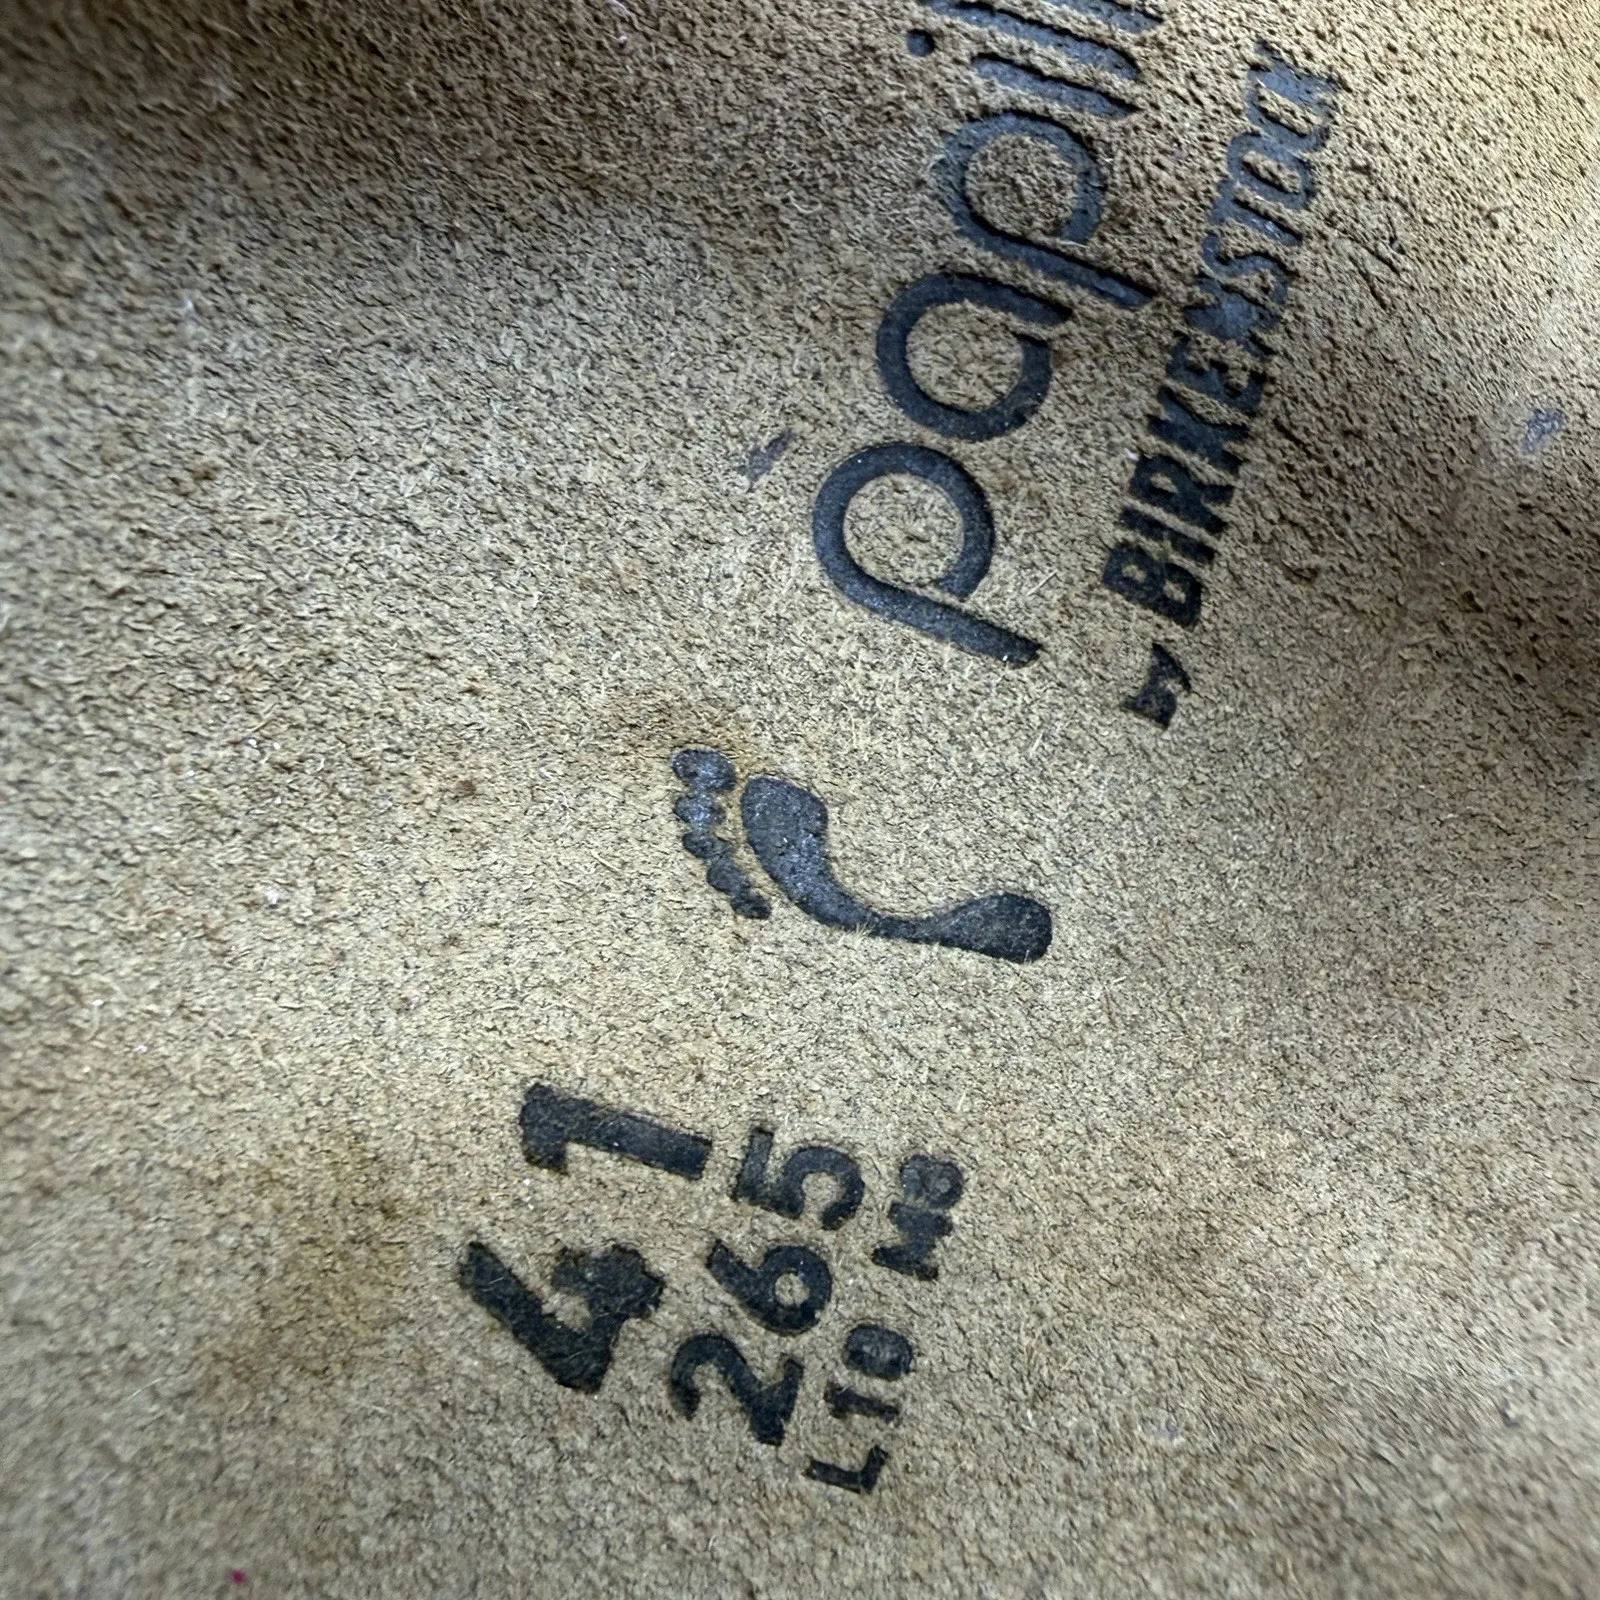 papill
by BIRKENSTOCK
41
265
L10 M8